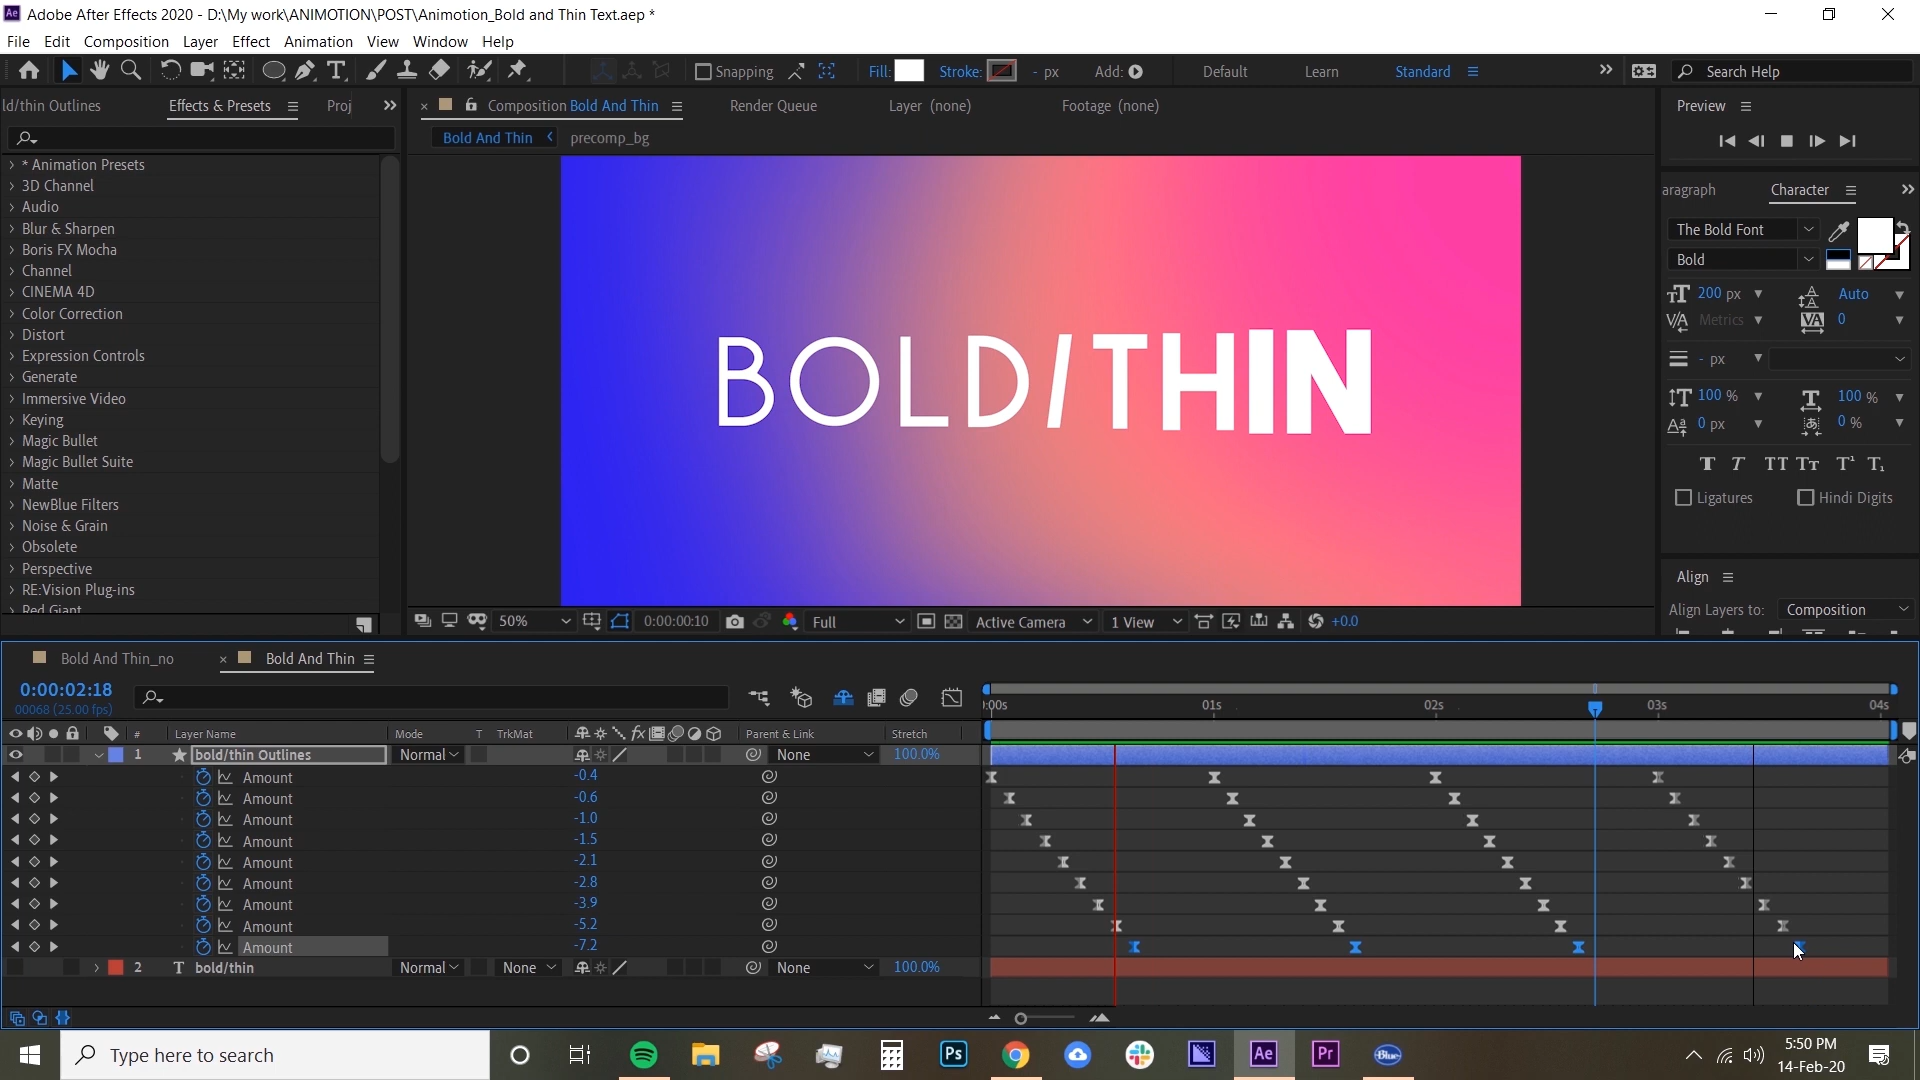 Adobe After Effects 2020 - D:\My work\ANIMOTION\POST\Animotion_Bold and Thin Text.aep *
File Edit Composition Layer Effect Animation View Window Help
Snapping Fill: Stroke: - px Add: Default Learn Standard Search Help
ld/thin Outlines Effects & Presets Proj Composition Bold And Thin Render Queue Layer (none) Footage (none) Preview
Bold And Thin precomp_bg
* Animation Presets
3D Channel
Audio
Blur & Sharpen
Boris FX Mocha
Channel
CINEMA 4D
Color Correction
Distort
Expression Controls
Generate
Immersive Video
Keying
Magic Bullet
Magic Bullet Suite
Matte
NewBlue Filters
Noise & Grain
Obsolete
Perspective
RE:Vision Plug-ins
Red Giant
BOLD/THIN
aragraph Character
The Bold Font
Bold
200 px Auto
Metrics 0
- px
100 % 100 %
0 px 0 %
Ligatures Hindi Digits
Align
Align Layers to: Composition
50% 0:00:00:10 Full Active Camera 1 View +0.0
Bold And Thin_no Bold And Thin
0:00:02:18
00068 (25.00 fps)
):00s 01s 02s 03s 04s
# Layer Name Mode T TrkMat Parent & Link Stretch
1 bold/thin Outlines Normal None 100.0%
Amount -0.4
Amount -0.6
Amount -1.0
Amount -1.5
Amount -2.1
Amount -2.8
Amount -3.9
Amount -5.2
Amount -7.2
2 T bold/thin Normal None None 100.0%
Type here to search Ps Ae Pr Blue 5:50 PM
14-Feb-20